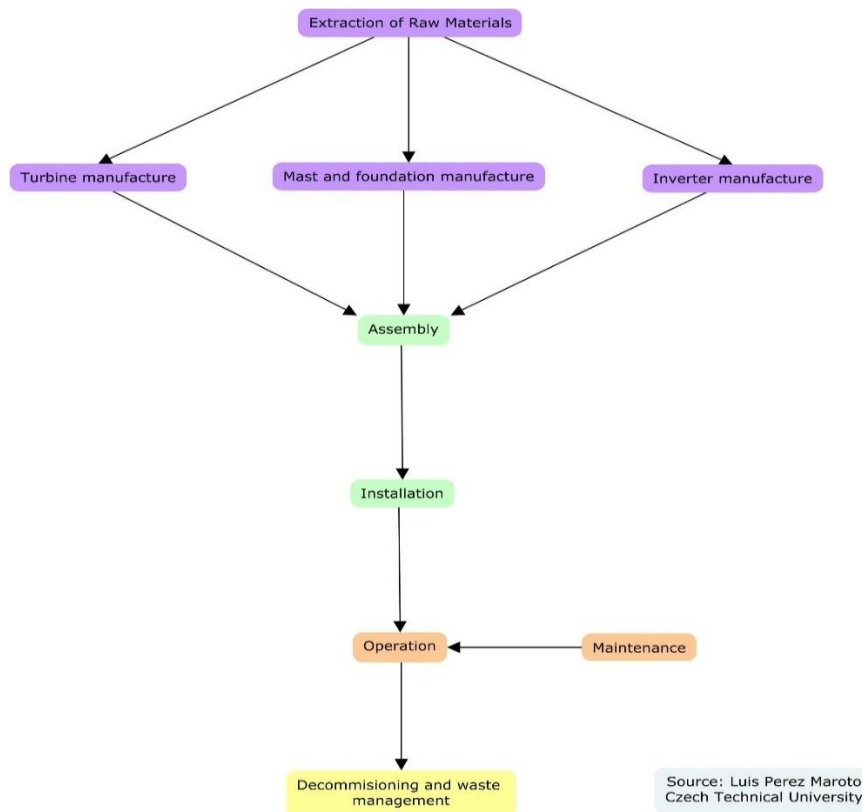 Extraction of Raw Materials
Turbine manufacture
Mast and foundation manufacture
Inverter manufacture
Assembly
Installation
Operation
Maintenance
Decommisioning and waste
management
Source: Luis Perez Maroto
Czech Technical University